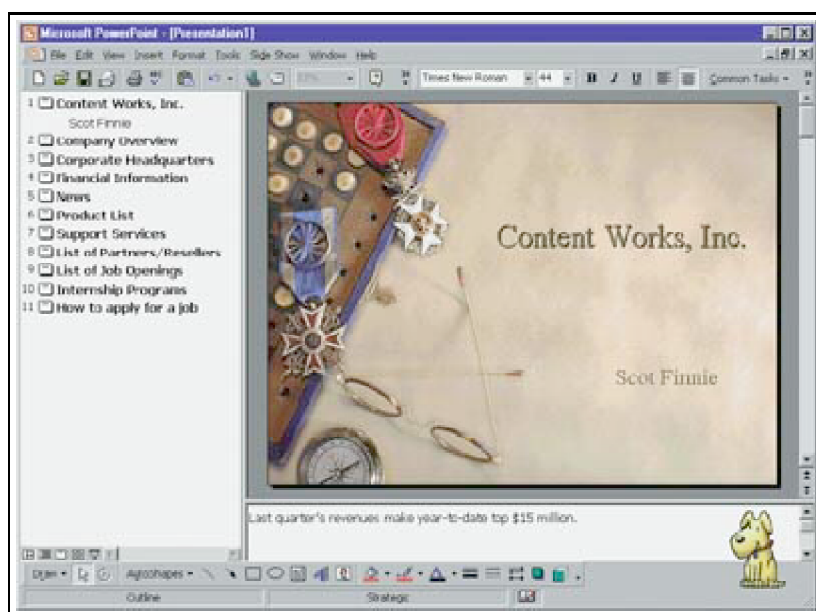 Microsoft PowerPoint - [Presentation1]
File Edit View Insert Format Tools Slide Show Window Help
33% Times New Roman 44 B I U Common Tasks
1 Content Works, Inc.
Scot Finnie
2 Company Overview
3 Corporate Headquarters
4 Financial Information
5 News
6 Product List
7 Support Services
8 List of Partners/Resellers
9 List of Job Openings
10 Internship Programs
11 How to apply for a job
Content Works, Inc.
Scot Finnie
Last quarter's revenues make year-to-date top $15 million.
Draw AutoShapes
Outline Strategic